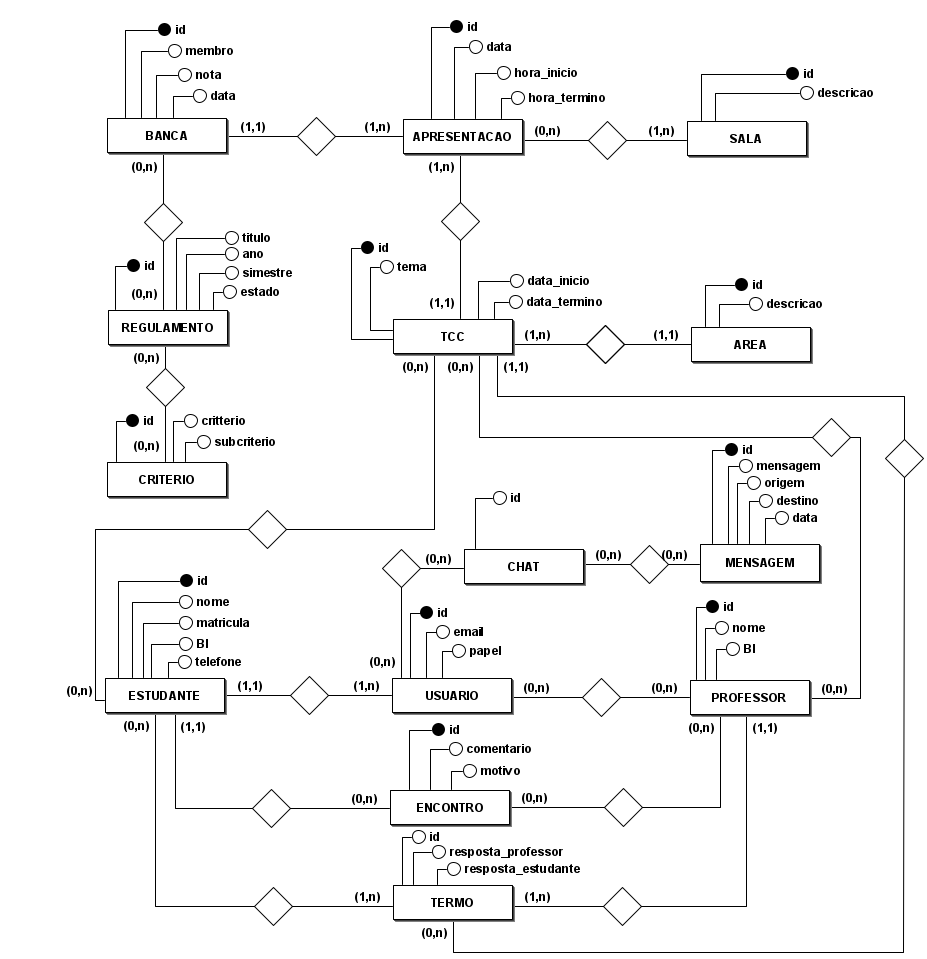 id
membro
nota
data
BANCA
(1,1)
(0,n)
(1,n)
id
data
hora_inicio
hora_termino
APRESENTACAO
(0,n)
(1,n)
(1,n)
id
descricao
SALA
titulo
ano
simestre
estado
id
(0,n)
REGULAMENTO
(0,n)
id
critterio
subcriterio
(0,n)
CRITERIO
id
tema
data_inicio
data_termino
(1,1)
TCC
(1,n)
(1,1)
(0,n)
(0,n)
(1,1)
id
descricao
AREA
id
mensagem
origem
destino
data
MENSAGEM
(0,n)
(0,n)
id
CHAT
(0,n)
id
nome
matricula
BI
telefone
(0,n)
ESTUDANTE
(1,1)
(0,n)
(1,1)
(0,n)
id
email
papel
(1,n)
USUARIO
(0,n)
(0,n)
id
nome
BI
PROFESSOR
(0,n)
(0,n)
(1,1)
id
comentario
motivo
(0,n)
ENCONTRO
(0,n)
id
resposta_professor
resposta_estudante
(1,n)
TERMO
(1,n)
(0,n)